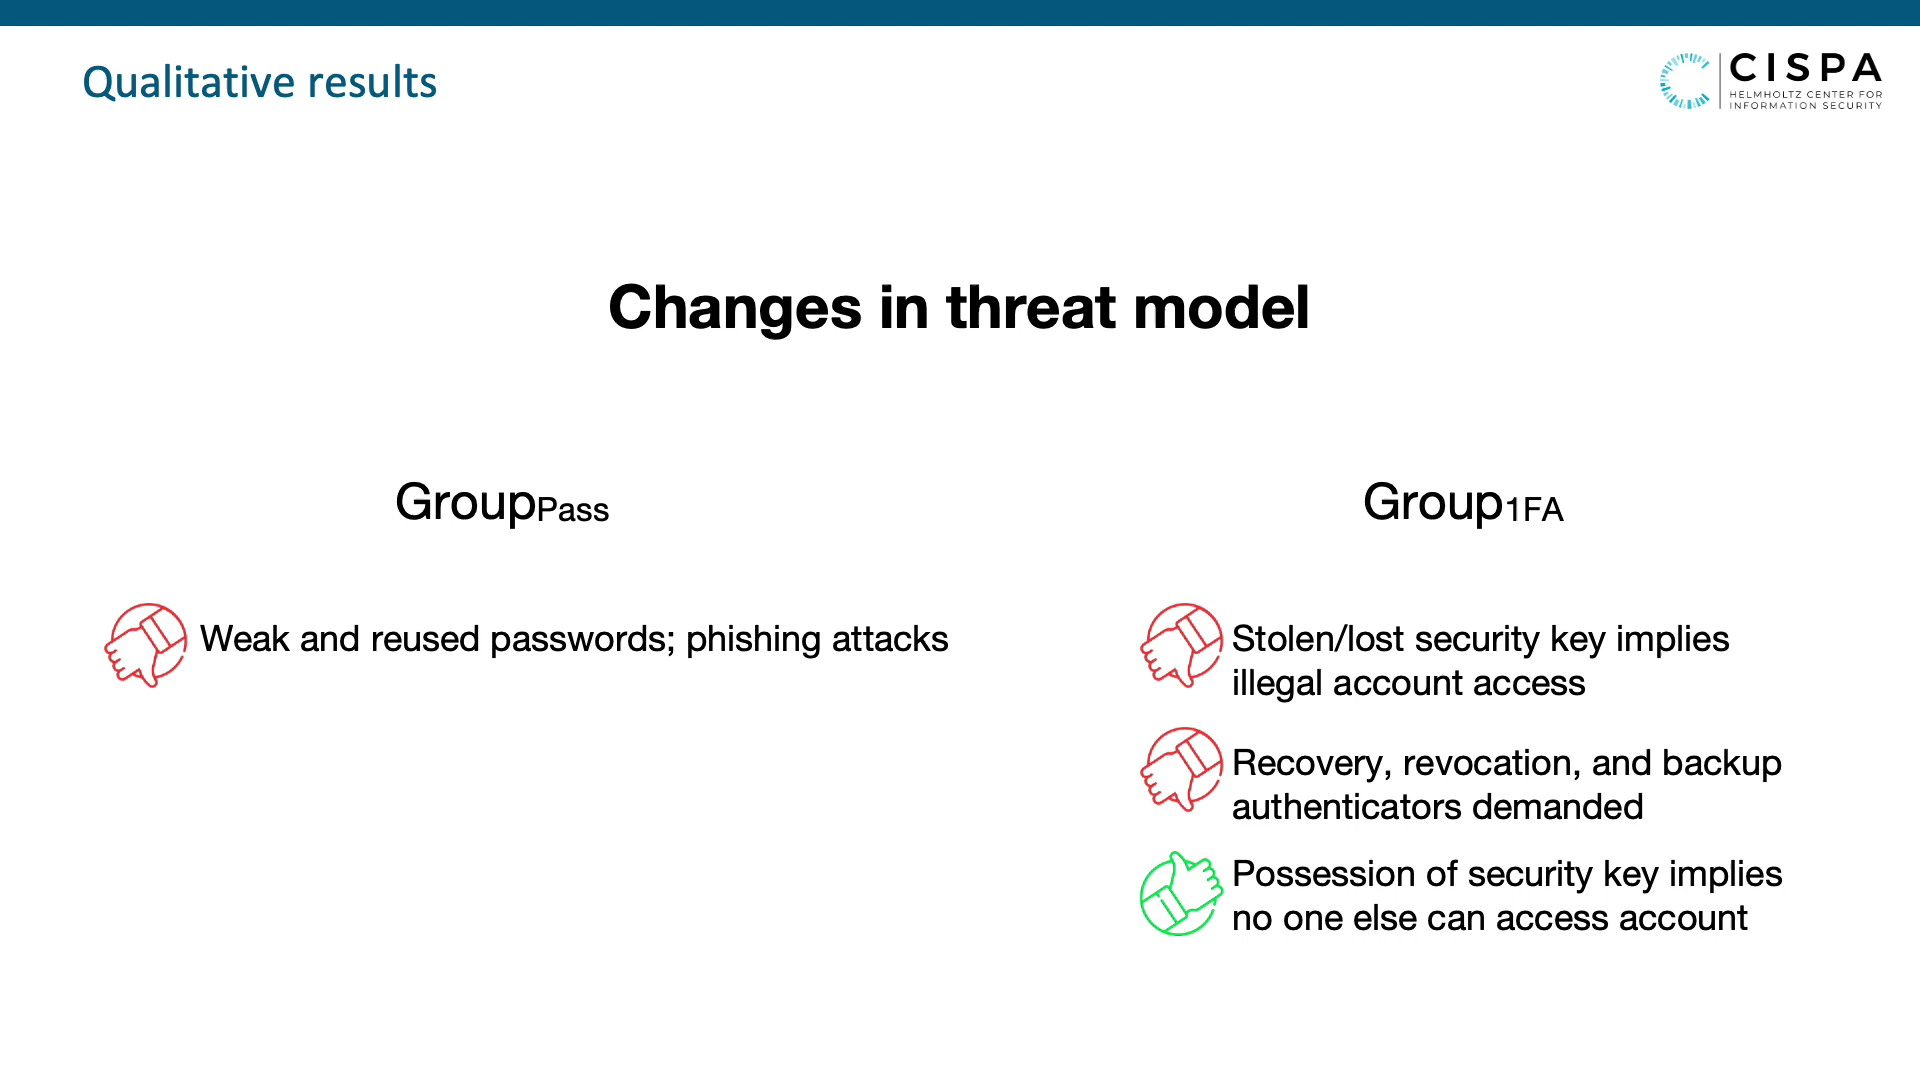 Qualitative results
CISPA
HELMHOLTZ CENTER FOR
INFORMATION SECURITY
Changes in threat model
GroupPass
Weak and reused passwords; phishing attacks
Group1FA
Stolen/lost security key implies
illegal account access
Recovery, revocation, and backup
authenticators demanded
Possession of security key implies
no one else can access account